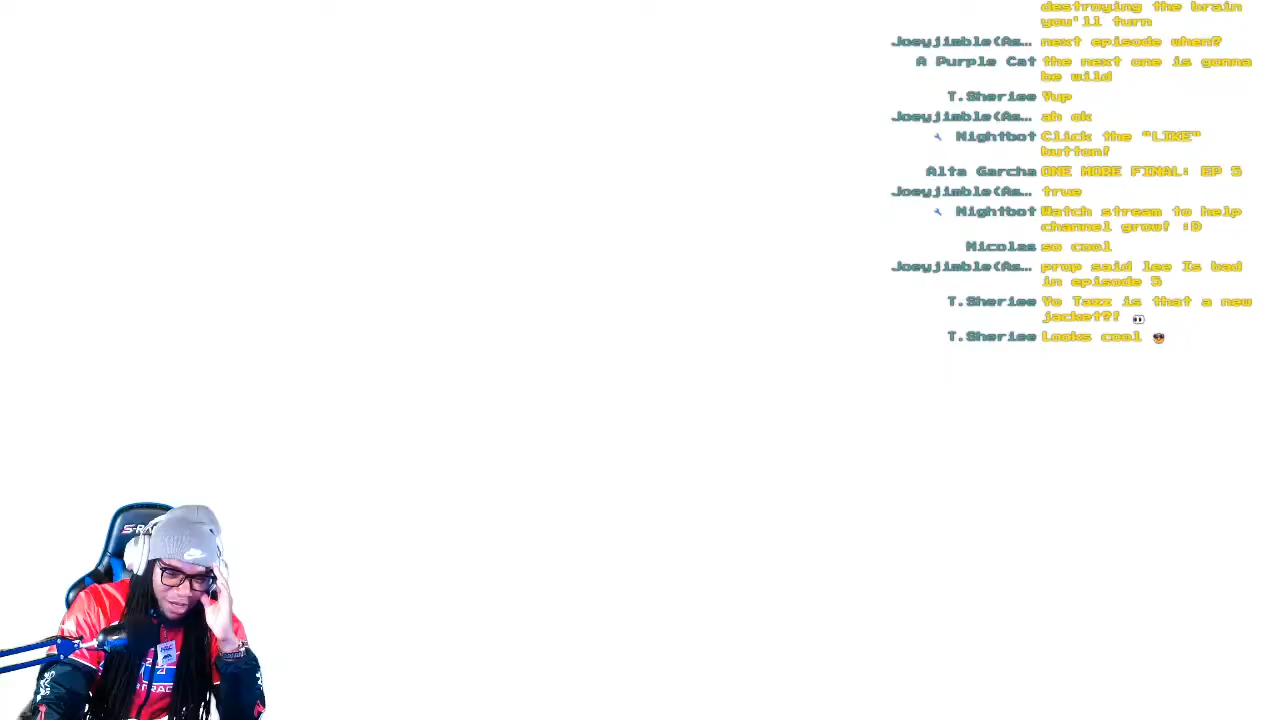 destroying the brain
you'll turn
Joeyjimble(As… next episode when?
A Purple Cat the next one is gonna
be wild
T.Sheriee Yup
Joeyjimble(As… ah ok
Nightbot Click the "LIKE"
button!
Alta Garcha ONE MORE FINAL: EP 5
Joeyjimble(As… true
Nightbot Watch stream to help
channel grow! :D
Nicolas so cool
Joeyjimble(As… prop said lee Is bad
in episode 5
T.Sheriee Yo Tazz is that a new
jacket?! 👀
T.Sheriee Looks cool 😎